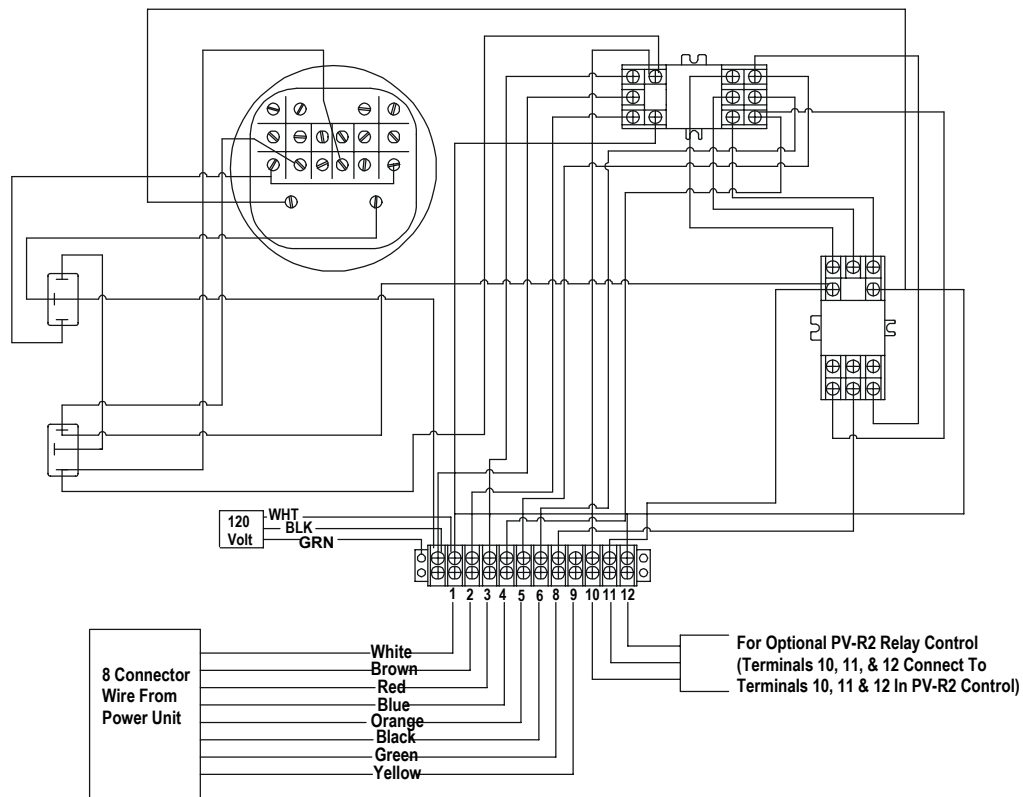 120
Volt
WHT
BLK
GRN
1 2 3 4 5 6 8 9 10 11 12
8 Connector
Wire From
Power Unit
White
Brown
Red
Blue
Orange
Black
Green
Yellow
For Optional PV-R2 Relay Control
(Terminals 10, 11, & 12 Connect To
Terminals 10, 11 & 12 In PV-R2 Control)